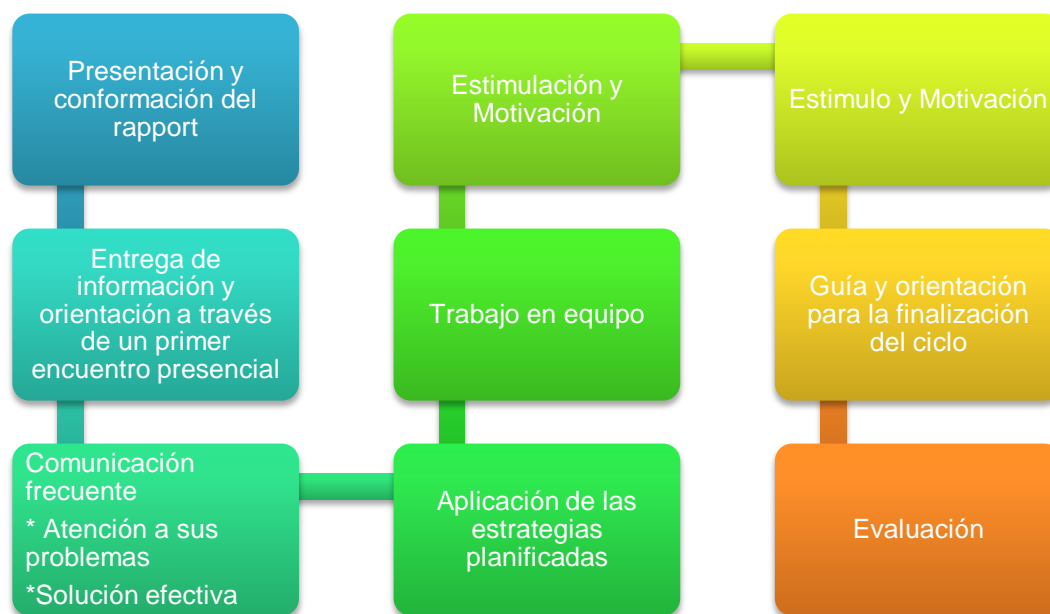 Presentación y
conformación del
rapport
Entrega de
información y
orientación a través
de un primer
encuentro presencial
Comunicación
frecuente
* Atención a sus
problemas
*Solución efectiva
Aplicación de las
estrategias
planificadas
Trabajo en equipo
Estimulación y
Motivación
Estimulo y Motivación
Guía y orientación
para la finalización
del ciclo
Evaluación